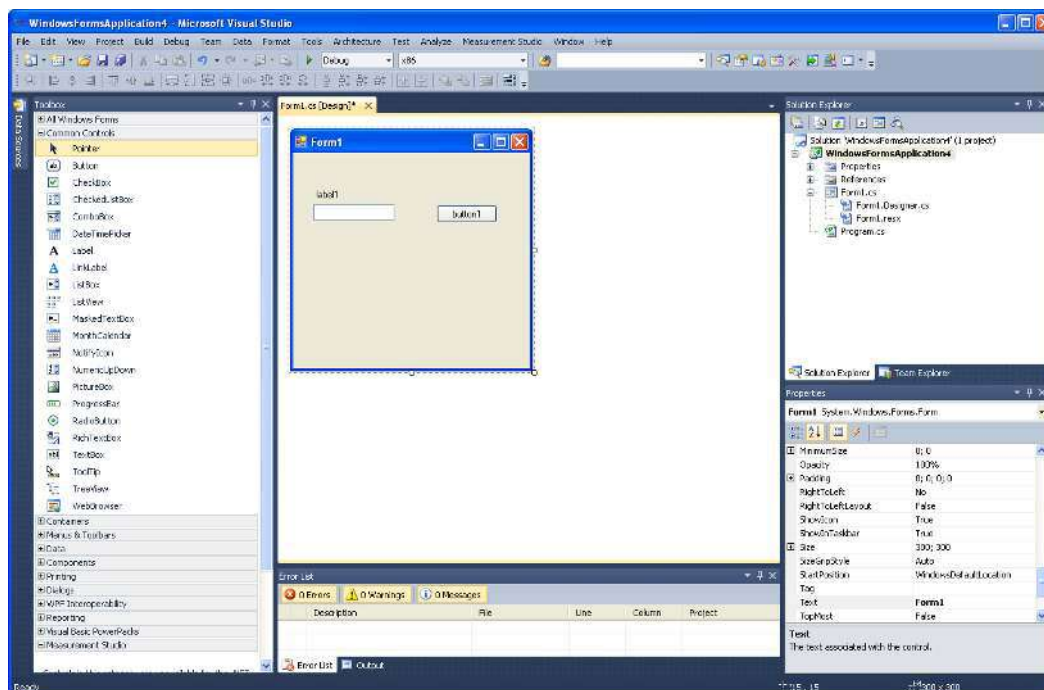 WindowsFormsApplication4 - Microsoft Visual Studio
File Edit View Project Build Debug Team Data Format Tools Architecture Test Analyze Measurement Studio Window Help
Debug x86
Data Sources
Toolbox
All Windows Forms
Common Controls
Pointer
Button
CheckBox
CheckedListBox
ComboBox
DateTimePicker
Label
LinkLabel
ListBox
ListView
MaskedTextBox
MonthCalendar
NotifyIcon
NumericUpDown
PictureBox
ProgressBar
RadioButton
RichTextBox
TextBox
ToolTip
TreeView
WebBrowser
Containers
Menus & Toolbars
Data
Components
Printing
Dialogs
WPF Interoperability
Reporting
Visual Basic PowerPacks
Measurement Studio
Form1.cs [Design]*
Form1
label1
button1
Error List
0 Errors 0 Warnings 0 Messages
Description File Line Column Project
Error List Output
Solution Explorer
Solution 'WindowsFormsApplication4' (1 project)
WindowsFormsApplication4
Properties
References
Form1.cs
Form1.Designer.cs
Form1.resx
Program.cs
Solution Explorer Team Explorer
Properties
Form1 System.Windows.Forms.Form
MinimumSize 0; 0
Opacity 100%
Padding 0; 0; 0; 0
RightToLeft No
RightToLeftLayout False
ShowIcon True
ShowInTaskbar True
Size 300; 300
SizeGripStyle Auto
StartPosition WindowsDefaultLocation
Tag
Text Form1
TopMost False
Text
The text associated with the control.
Ready 15, 15 300 x 300